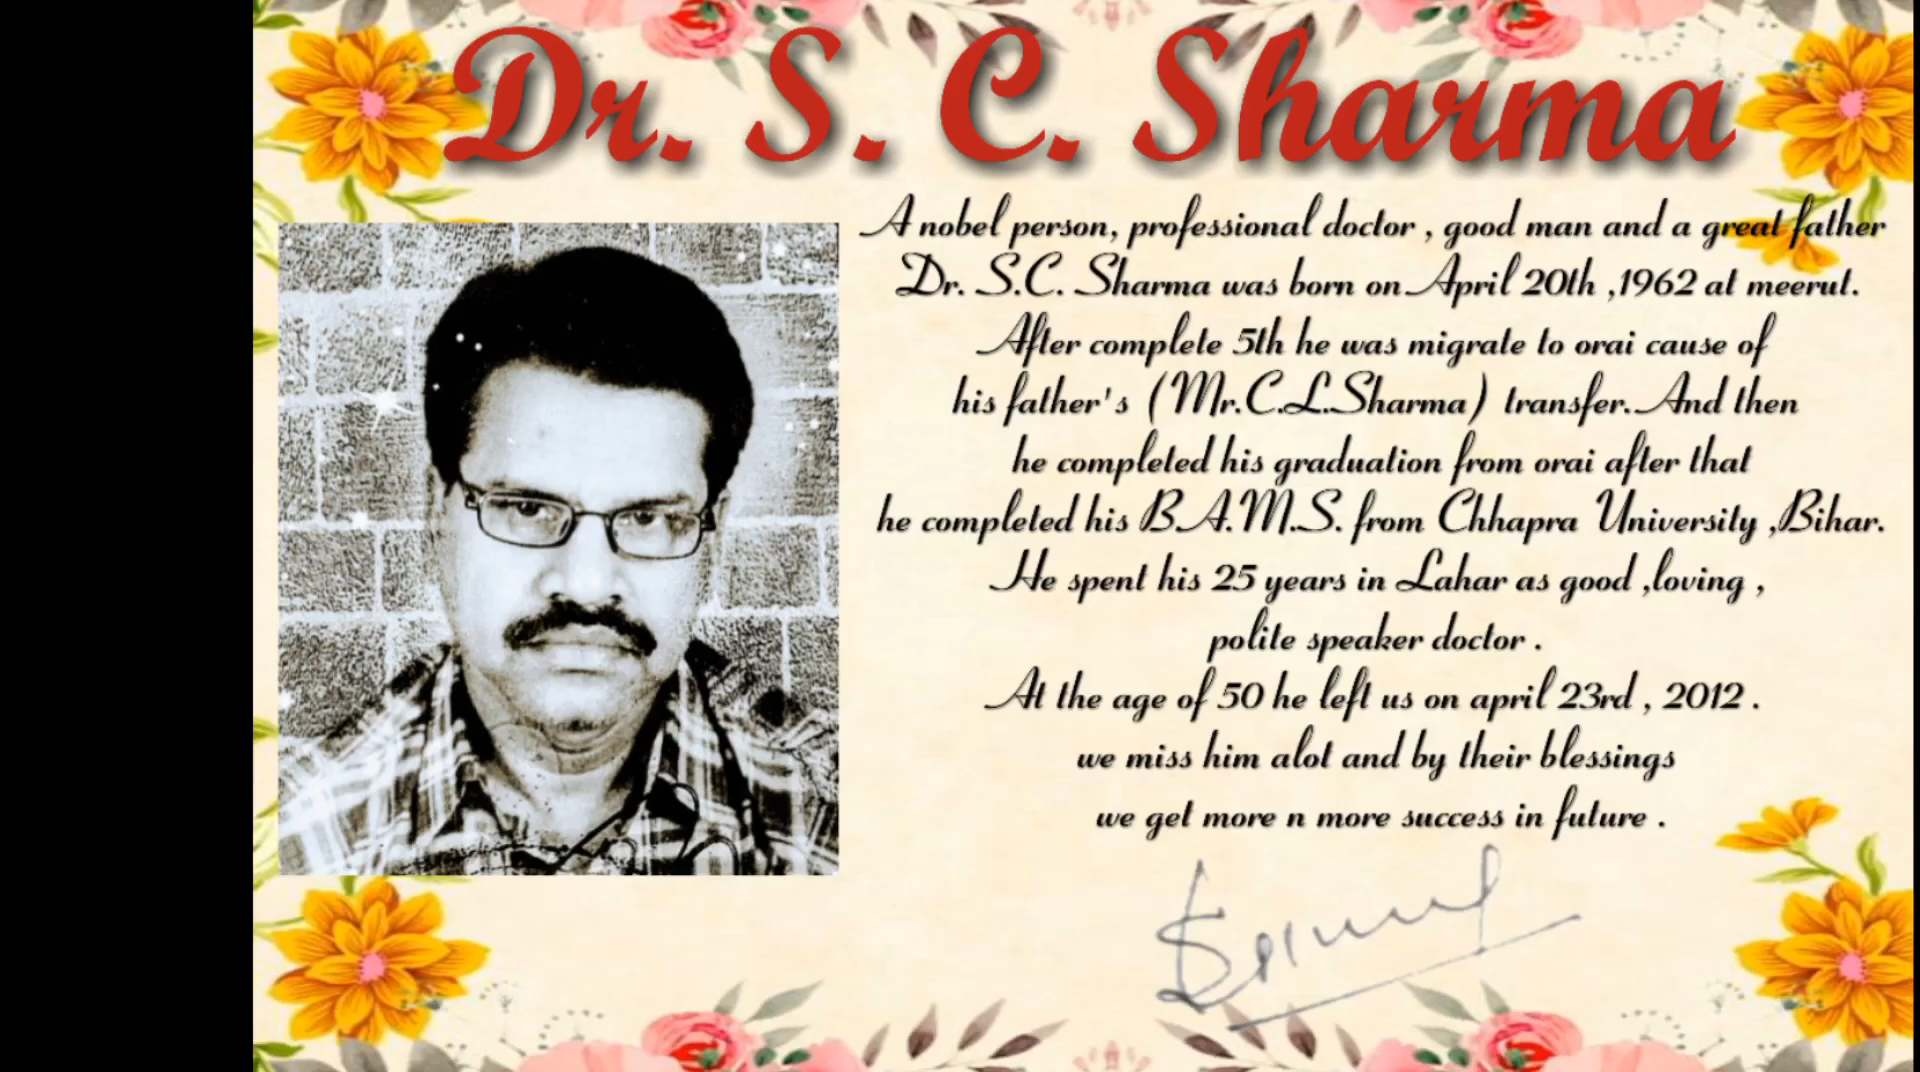 Dr. S. C. Sharma
A nobel person, professional doctor , good man and a great father
Dr. S.C. Sharma was born on April 20th ,1962 at meerut.
After complete 5th he was migrate to orai cause of
his father's (Mr.C.L.Sharma) transfer.And then
he completed his graduation from orai after that
he completed his B.A.M.S. from Chhapra University ,Bihar.
He spent his 25 years in Lahar as good ,loving ,
polite speaker doctor .
At the age of 50 he left us on april 23rd , 2012 .
we miss him alot and by their blessings
we get more n more success in future .